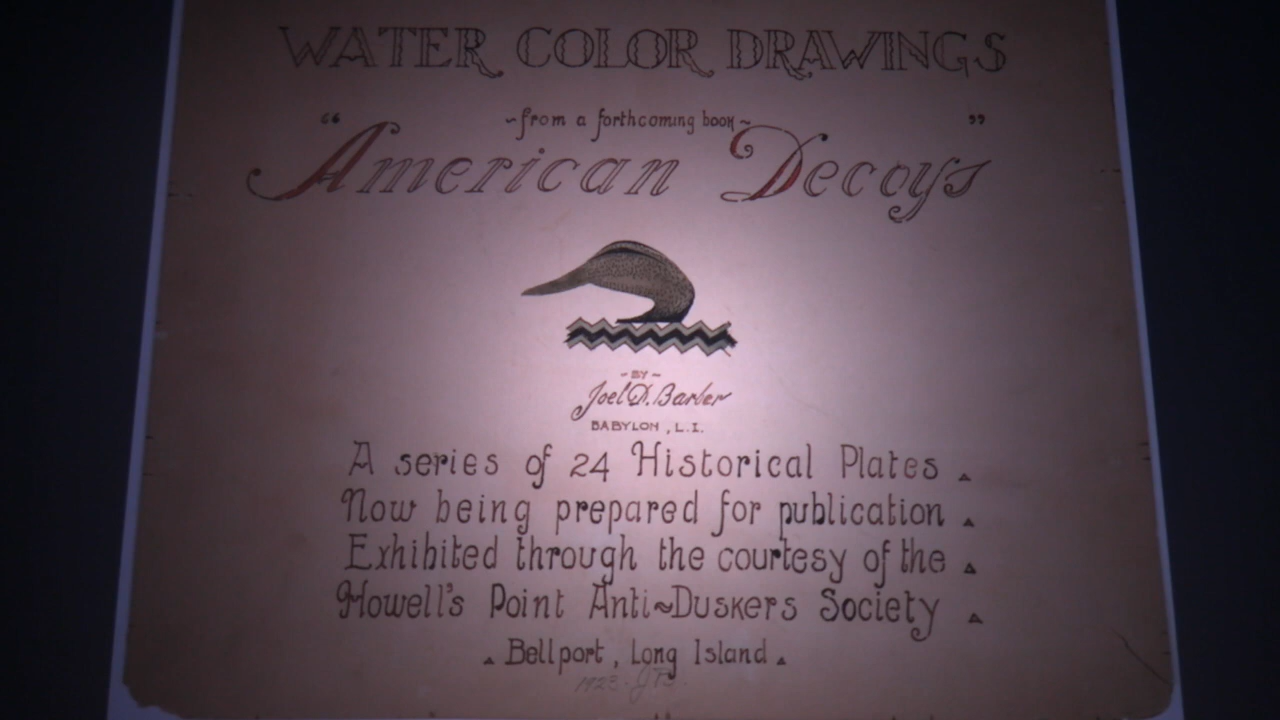 WATER COLOR DRAWINGS
~from a forthcoming book~
"American Decoys"
~BY~
Joel D. Barber
BABYLON, L.I.
A series of 24 Historical Plates
Now being prepared for publication
Exhibited through the courtesy of the
Howell's Point Anti~Duskers Society
Bellport, Long Island
1923